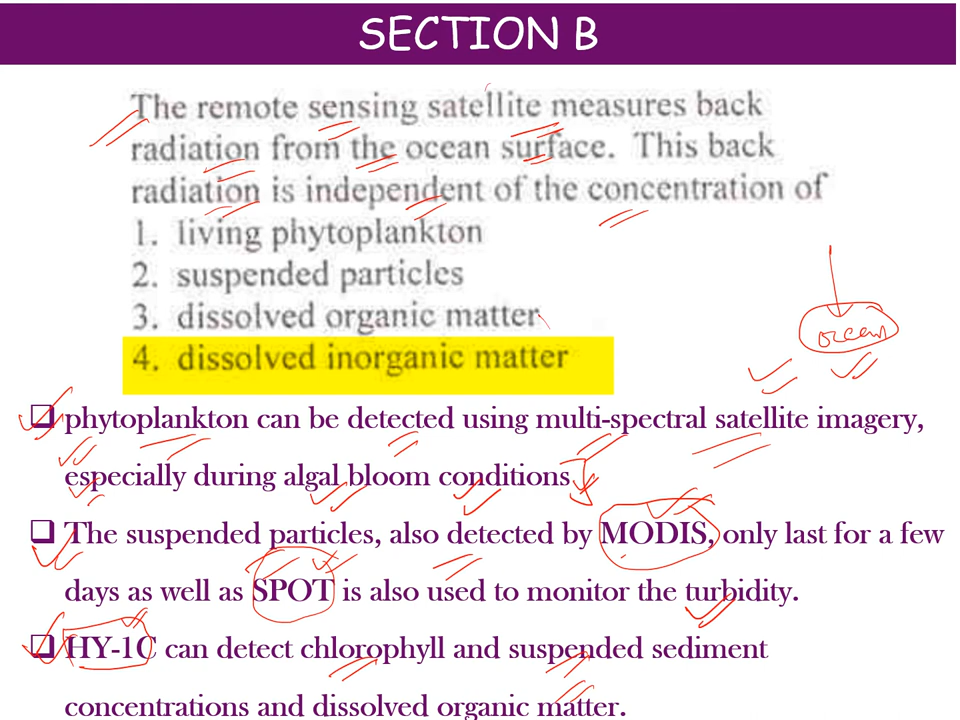 SECTION B
The remote sensing satellite measures back
radiation from the ocean surface. This back
radiation is independent of the concentration of
1. living phytoplankton
2. suspended particles
3. dissolved organic matter
4. dissolved inorganic matter
ocean
phytoplankton can be detected using multi-spectral satellite imagery,
especially during algal bloom conditions
The suspended particles, also detected by MODIS, only last for a few
days as well as SPOT is also used to monitor the turbidity.
HY-1C can detect chlorophyll and suspended sediment
concentrations and dissolved organic matter.